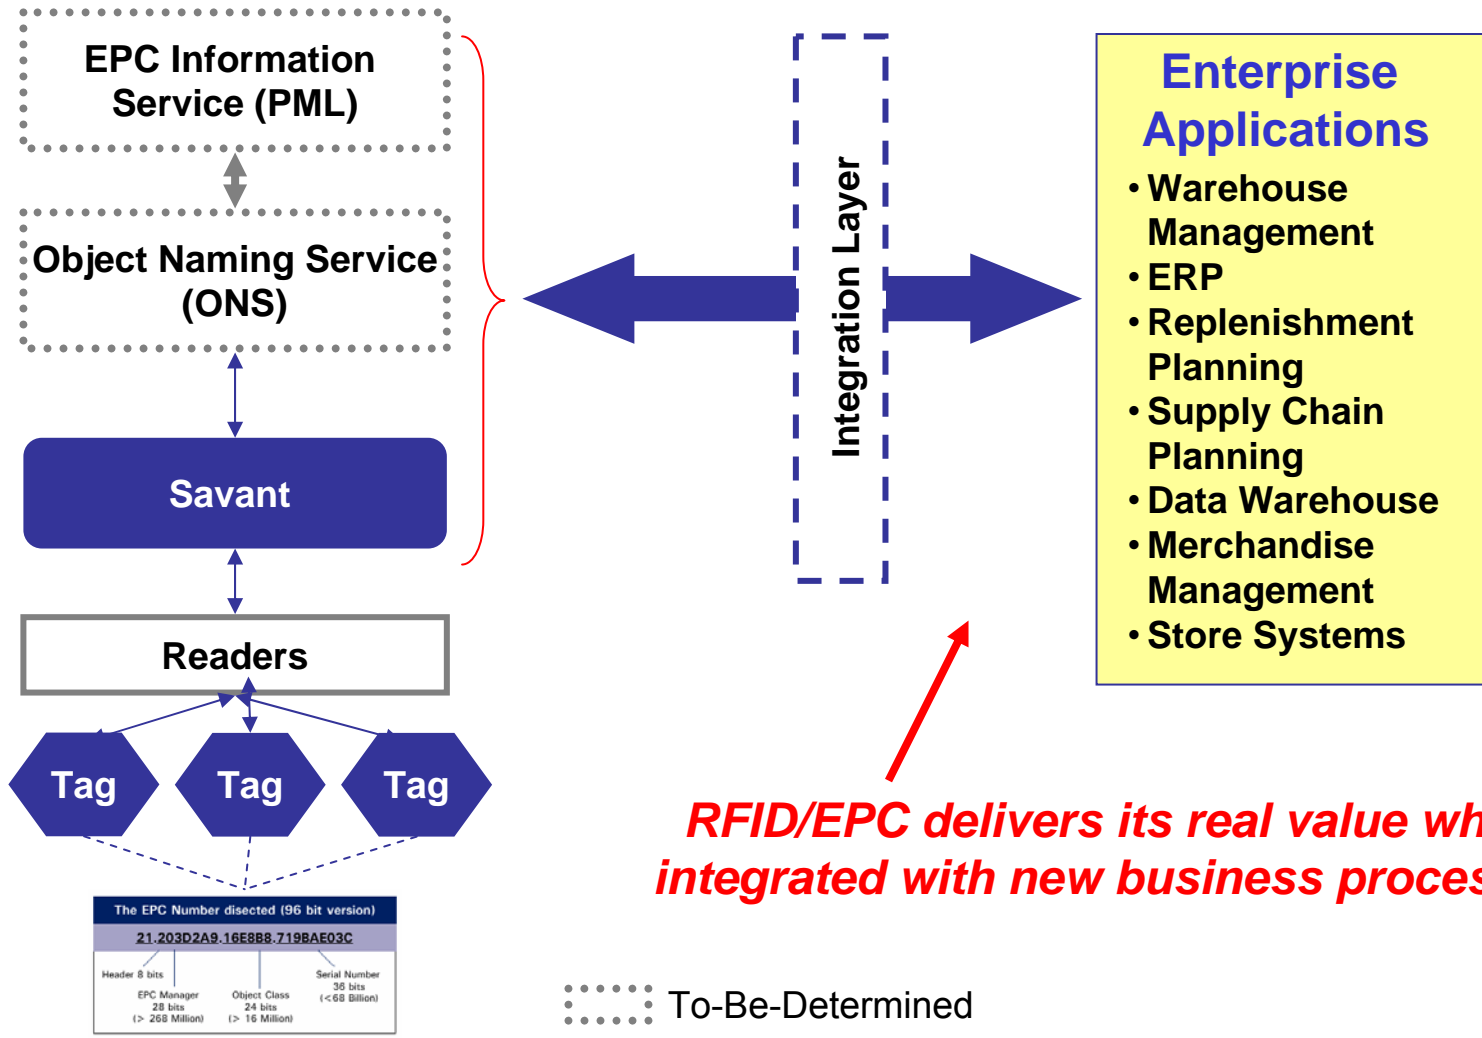 EPC Information
Service (PML)
Object Naming Service
(ONS)
Savant
Readers
Tag
Tag
Tag
The EPC Number disected (96 bit version)
21.203D2A9.16E8B8.719BAE03C
Header 8 bits
EPC Manager
28 bits
(> 268 Million)
Object Class
24 bits
(> 16 Million)
Serial Number
36 bits
(<68 Billion)
Integration Layer
Enterprise
Applications
• Warehouse
Management
• ERP
• Replenishment
Planning
• Supply Chain
Planning
• Data Warehouse
• Merchandise
Management
• Store Systems
RFID/EPC delivers its real value wh
integrated with new business proces
To-Be-Determined